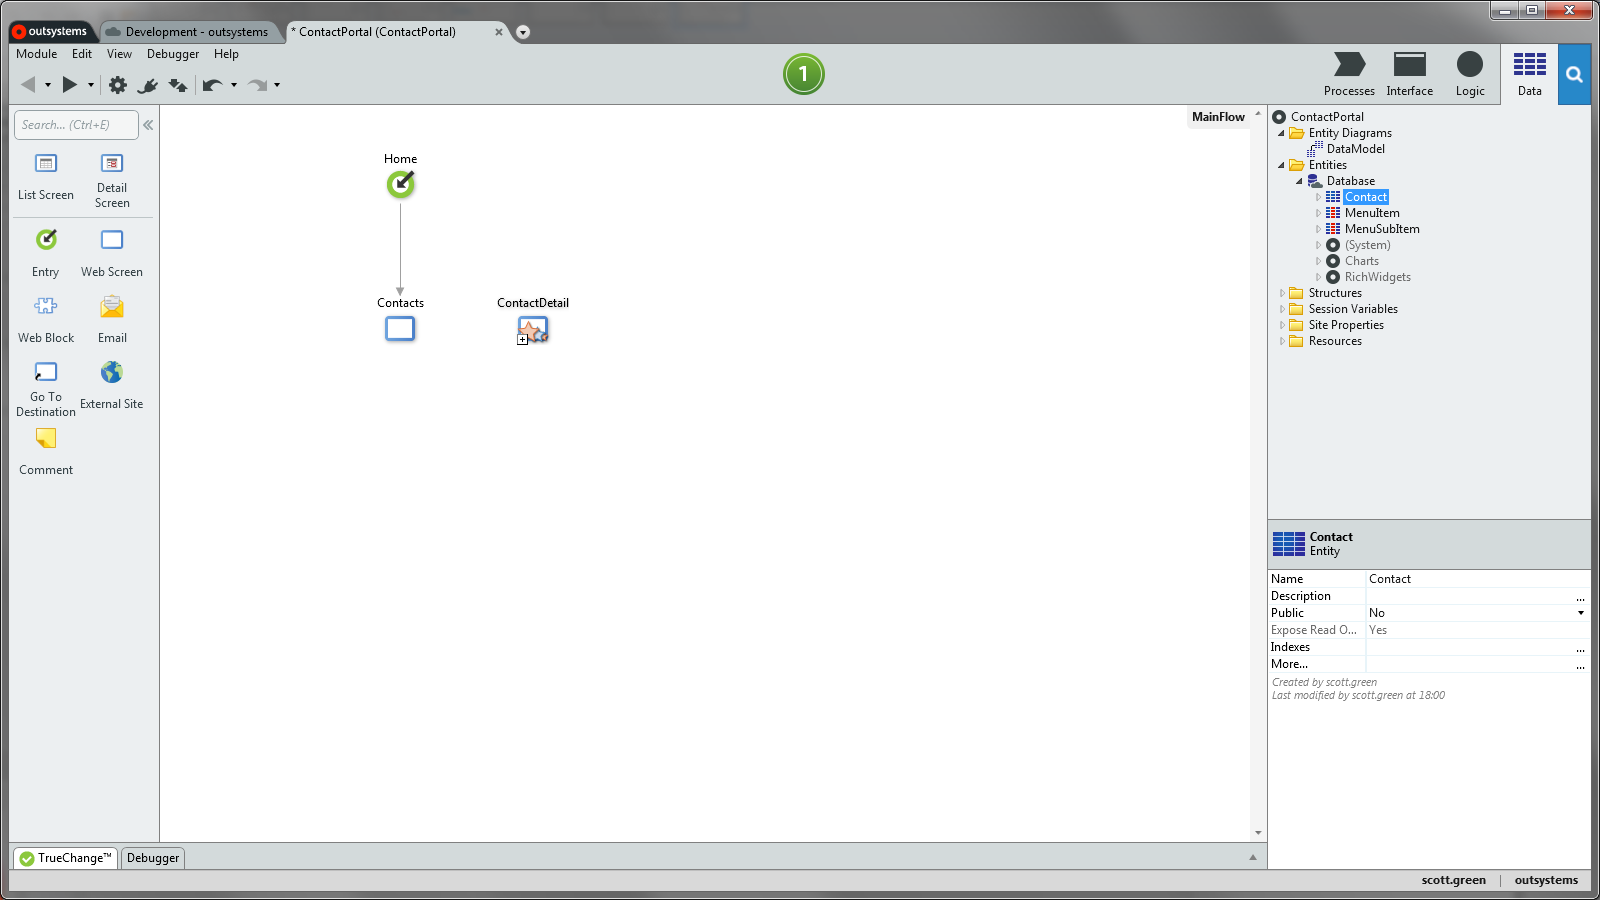 outsystems
Development - outsystems
* ContactPortal (ContactPortal)
Module Edit View Debugger Help
1
Processes Interface Logic Data
Search... (Ctrl+E)
List Screen
Detail
Screen
Entry
Web Screen
Web Block
Email
Go To
Destination
External Site
Comment
MainFlow
Home
Contacts
ContactDetail
ContactPortal
Entity Diagrams
DataModel
Entities
Database
Contact
MenuItem
MenuSubItem
(System)
Charts
RichWidgets
Structures
Session Variables
Site Properties
Resources
Contact
Entity
Name Contact
Description ...
Public No
Expose Read O... Yes
Indexes ...
More... ...
Created by scott.green
Last modified by scott.green at 18:00
TrueChange™ Debugger
scott.green | outsystems